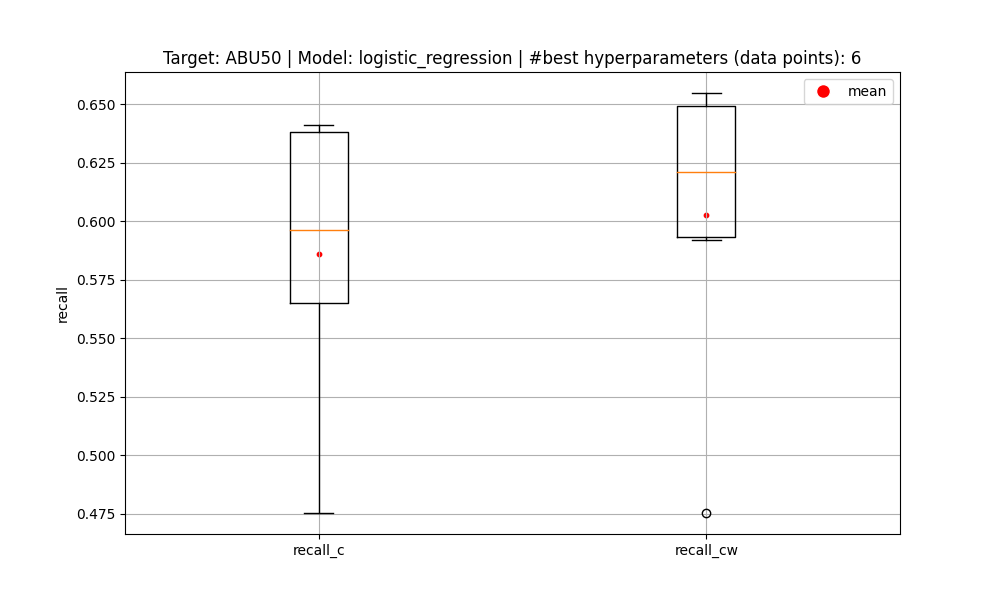 Target: ABU50 | Model: logistic_regression | #best hyperparameters (data points): 6
mean
0.650
0.625
0.600
0.575
0.550
0.525
0.500
0.475
recall
recall_c
recall_cw